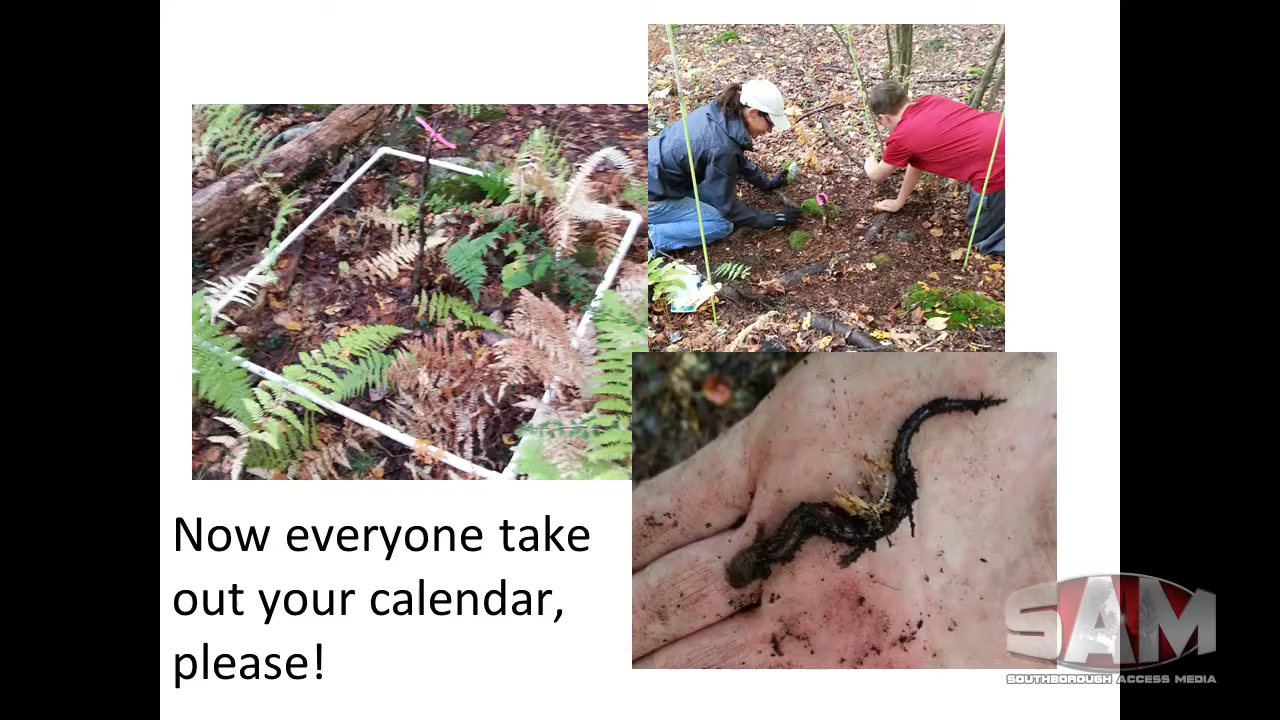 Now everyone take
out your calendar,
please!
SAM
SOUTHBOROUGH ACCESS MEDIA